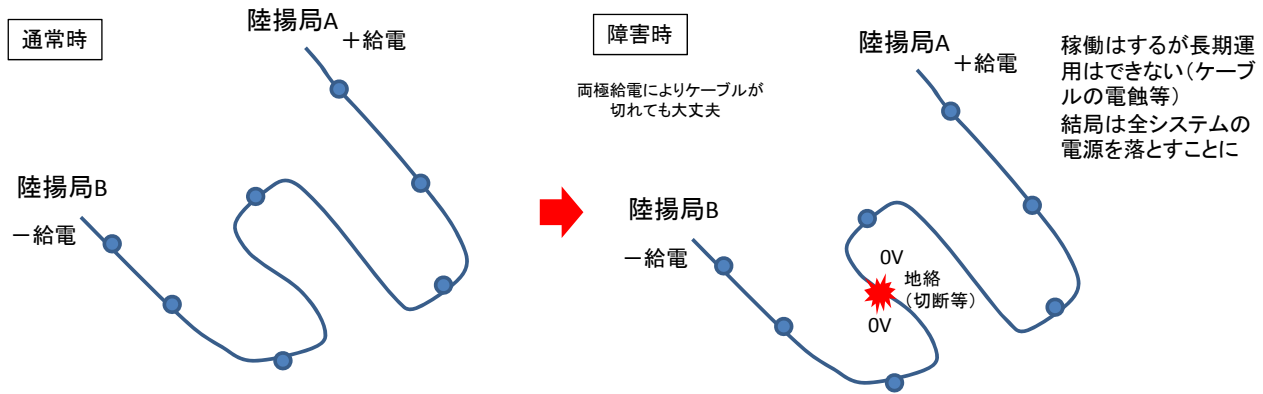 通常時
陸揚局A
＋給電
陸揚局B
－給電
障害時
両極給電によりケーブルが
切れても大丈夫
陸揚局A
＋給電
稼働はするが長期運
用はできない（ケーブ
ルの電蝕等）
結局は全システムの
電源を落とすことに
陸揚局B
－給電
0V
地絡
（切断等）
0V